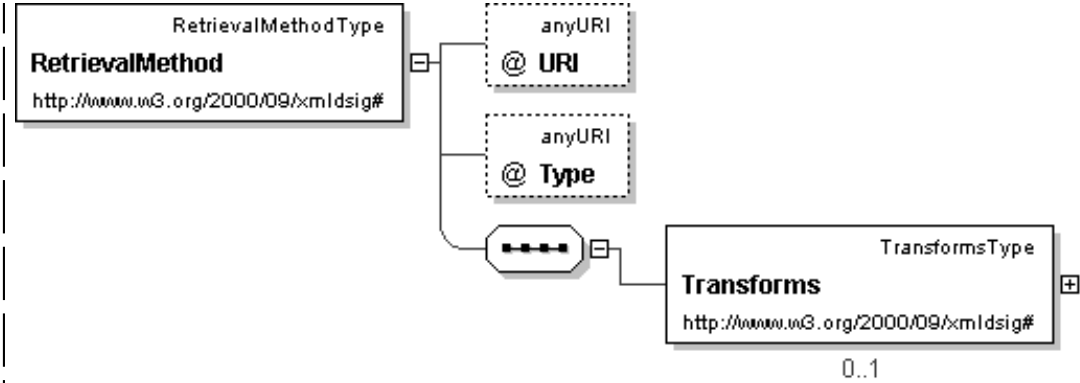 RetrievalMethodType
RetrievalMethod
http://www.w3.org/2000/09/xmldsig#
anyURI
@ URI
anyURI
@ Type
TransformsType
Transforms
http://www.w3.org/2000/09/xmldsig#
0..1